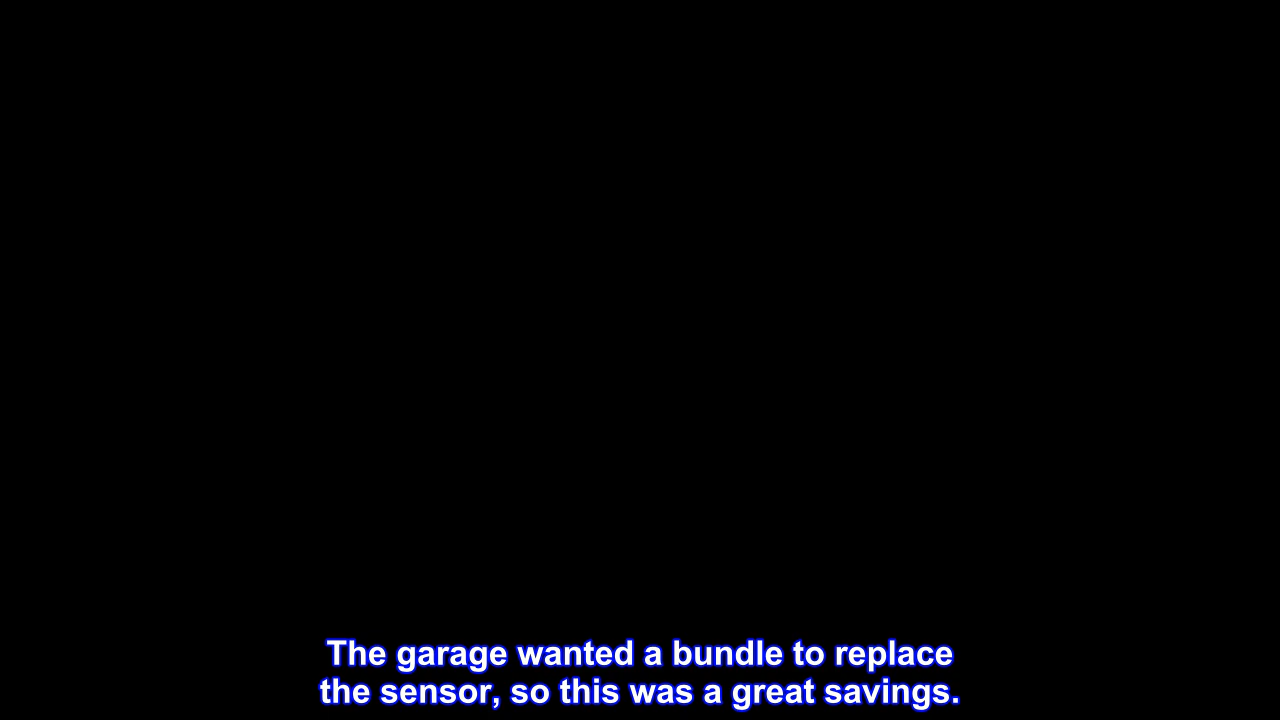 The garage wanted a bundle to replace
the sensor, so this was a great savings.